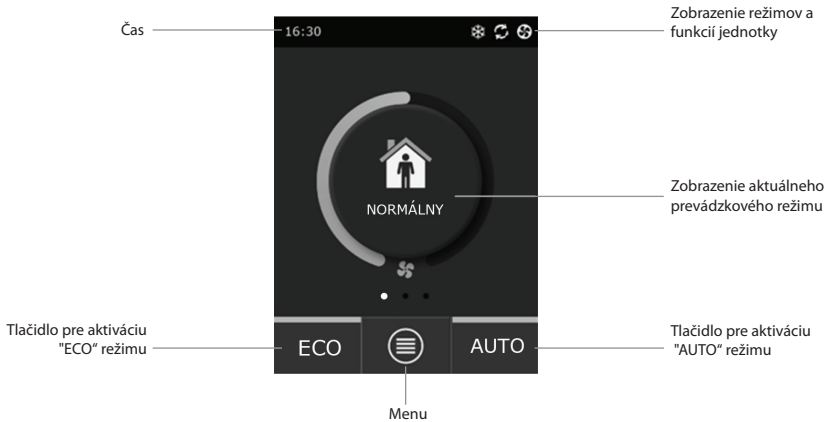 Čas
16:30
Zobrazenie režimov a
funkcií jednotky
NORMÁLNY
Zobrazenie aktuálneho
prevádzkového režimu
Tlačidlo pre aktiváciu
"ECO“ režimu
ECO
AUTO
Tlačidlo pre aktiváciu
"AUTO“ režimu
Menu